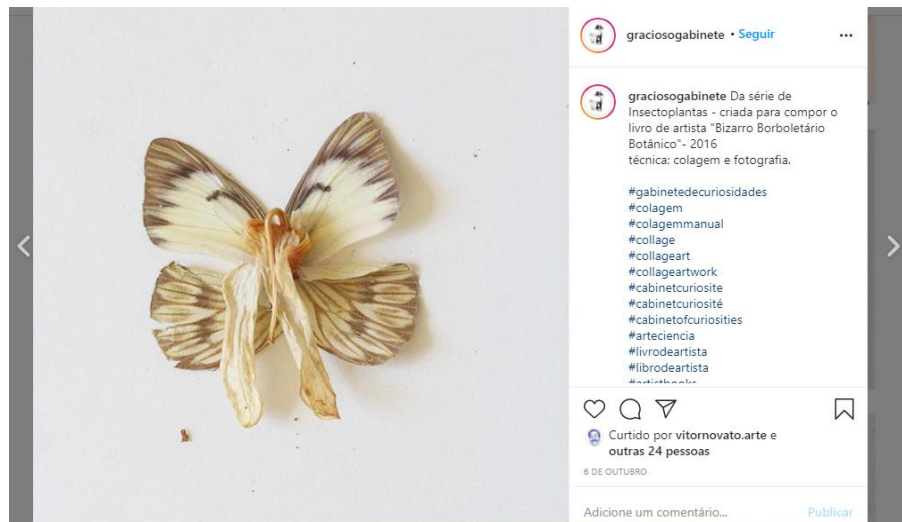 graciosogabinete • Seguir
graciosogabinete Da série de
Insectoplantas - criada para compor o
livro de artista "Bizarro Borboletário
Botânico"- 2016
técnica: colagem e fotografia.
#gabinetedecuriosidades
#colagem
#colagemmanual
#collage
#collageart
#collageartwork
#cabinetcuriosite
#cabinetcuriosité
#cabinetofcuriosities
#arteciencia
#livrodeartista
#librodeartista
#artistbooks
Curtido por vitornovato.arte e
outras 24 pessoas
6 DE OUTUBRO
Adicione um comentário... Publicar